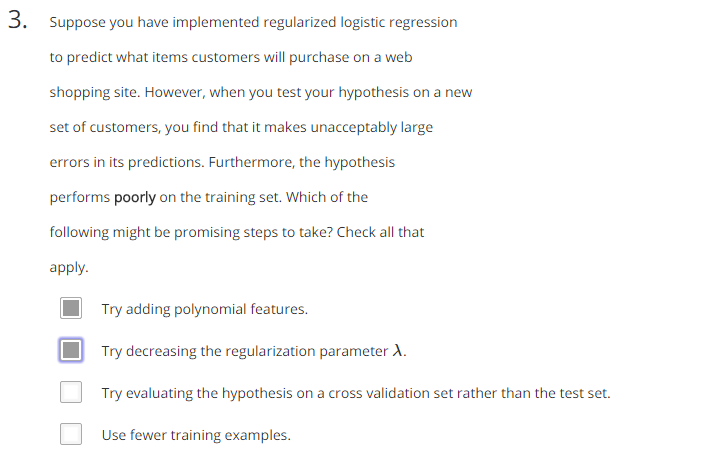 3. Suppose you have implemented regularized logistic regression
to predict what items customers will purchase on a web
shopping site. However, when you test your hypothesis on a new
set of customers, you find that it makes unacceptably large
errors in its predictions. Furthermore, the hypothesis
performs poorly on the training set. Which of the
following might be promising steps to take? Check all that
apply.
Try adding polynomial features.
Try decreasing the regularization parameter λ.
Try evaluating the hypothesis on a cross validation set rather than the test set.
Use fewer training examples.